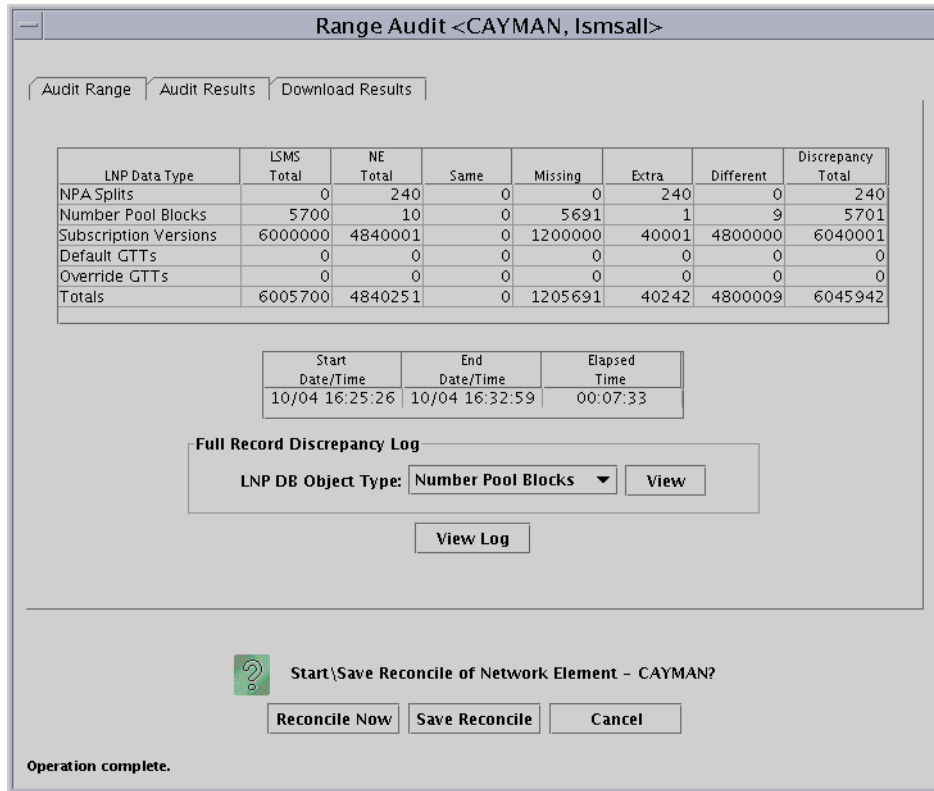 Range Audit <CAYMAN, lsmsall>
Audit Range Audit Results Download Results
LSMS NE Discrepancy
LNP Data Type Total Total Same Missing Extra Different Total
NPA Splits 0 240 0 0 240 0 240
Number Pool Blocks 5700 10 0 5691 1 9 5701
Subscription Versions 6000000 4840001 0 1200000 40001 4800000 6040001
Default GTTs 0 0 0 0 0 0 0
Override GTTs 0 0 0 0 0 0 0
Totals 6005700 4840251 0 1205691 40242 4800009 6045942
Start End Elapsed
Date/Time Date/Time Time
10/04 16:25:26 10/04 16:32:59 00:07:33
Full Record Discrepancy Log
LNP DB Object Type: Number Pool Blocks View
View Log
Start\Save Reconcile of Network Element - CAYMAN?
Reconcile Now Save Reconcile Cancel
Operation complete.